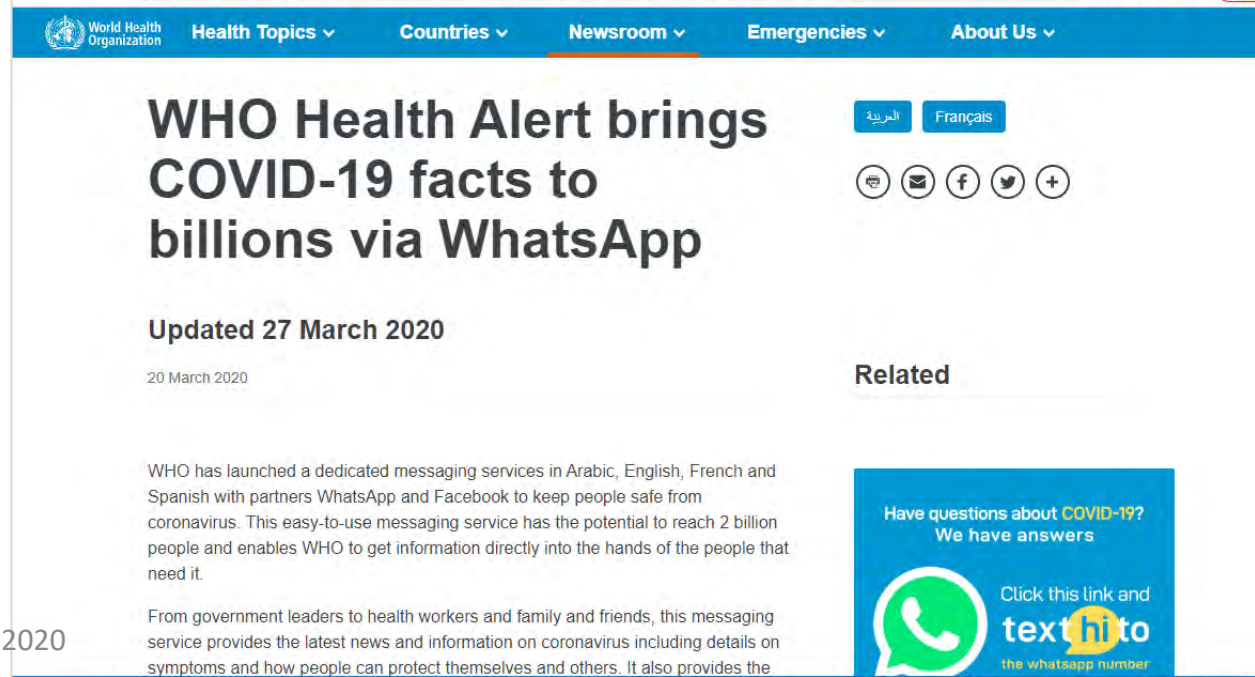 World Health
Organization
Health Topics
Countries
Newsroom
Emergencies
About Us
WHO Health Alert brings
COVID-19 facts to
billions via WhatsApp
العربية
Français
Updated 27 March 2020
20 March 2020
Related
WHO has launched a dedicated messaging services in Arabic, English, French and
Spanish with partners WhatsApp and Facebook to keep people safe from
coronavirus. This easy-to-use messaging service has the potential to reach 2 billion
people and enables WHO to get information directly into the hands of the people that
need it.
From government leaders to health workers and family and friends, this messaging
service provides the latest news and information on coronavirus including details on
symptoms and how people can protect themselves and others. It also provides the
Have questions about COVID-19?
We have answers
Click this link and
text hi to
the whatsapp number
2020